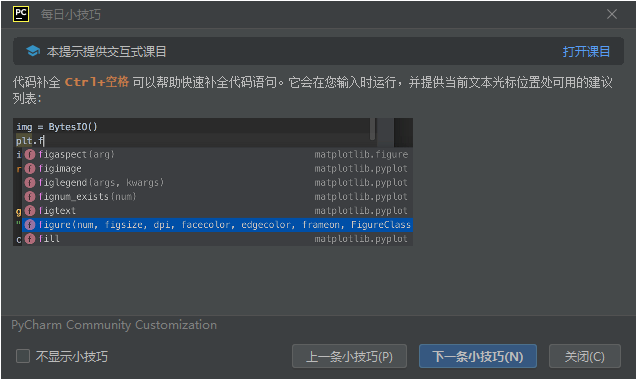 PC 每日小技巧
本提示提供交互式课目 打开课目
代码补全 Ctrl+空格 可以帮助快速补全代码语句。它会在您输入时运行，并提供当前文本光标位置处可用的建议
列表：
img = BytesIO()
plt.f
i f figaspect(arg) matplotlib.figure
r f figimage matplotlib.pyplot
f figlegend(args, kwargs) matplotlib.pyplot
f fignum_exists(num) matplotlib.pyplot
g f figtext matplotlib.pyplot
" f figure(num, figsize, dpi, facecolor, edgecolor, frameon, FigureClass
c f fill matplotlib.pyplot
PyCharm Community Customization
不显示小技巧 上一条小技巧(P) 下一条小技巧(N) 关闭(C)